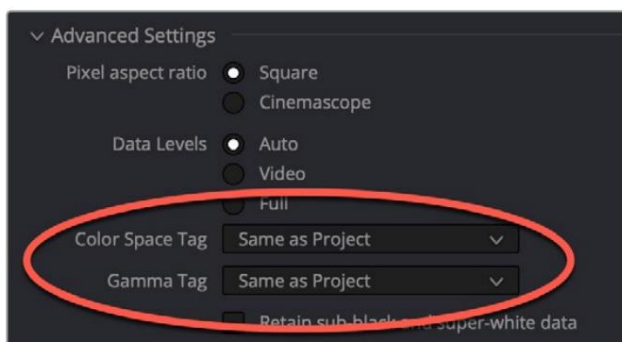 Advanced Settings
Pixel aspect ratio Square
Cinemascope
Data Levels Auto
Video
Full
Color Space Tag Same as Project
Gamma Tag Same as Project
Retain sub-black and super-white data